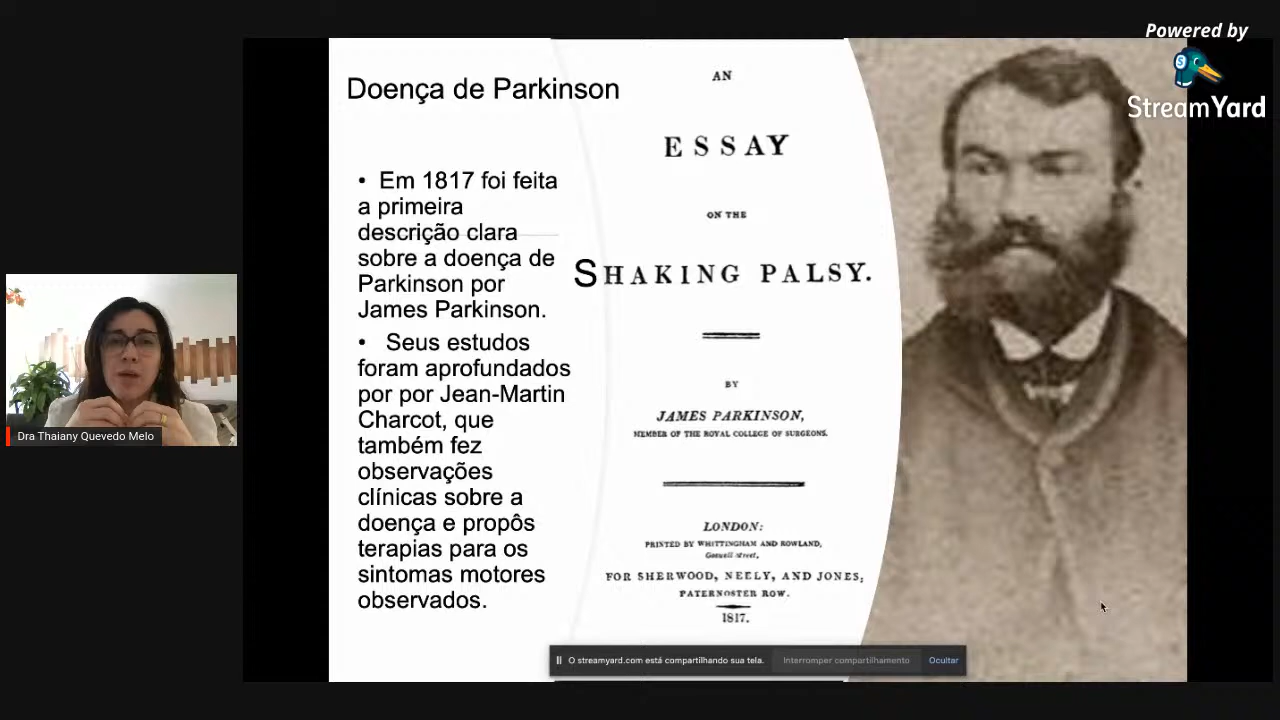 Powered by
StreamYard
Doença de Parkinson
• Em 1817 foi feita
a primeira
descrição clara
sobre a doença de
Parkinson por
James Parkinson.
• Seus estudos
foram aprofundados
por por Jean-Martin
Charcot, que
também fez
observações
clínicas sobre a
doença e propôs
terapias para os
sintomas motores
observados.
AN
ESSAY
ON THE
SHAKING PALSY.
BY
JAMES PARKINSON,
MEMBER OF THE ROYAL COLLEGE OF SURGEONS.
LONDON:
PRINTED BY WHITTINGHAM AND ROWLAND,
Goswell Street,
FOR SHERWOOD, NEELY, AND JONES,
PATERNOSTER ROW.
1817.
Dra Thaiany Quevedo Melo
O streamyard.com está compartilhando sua tela.
Interromper compartilhamento
Ocultar